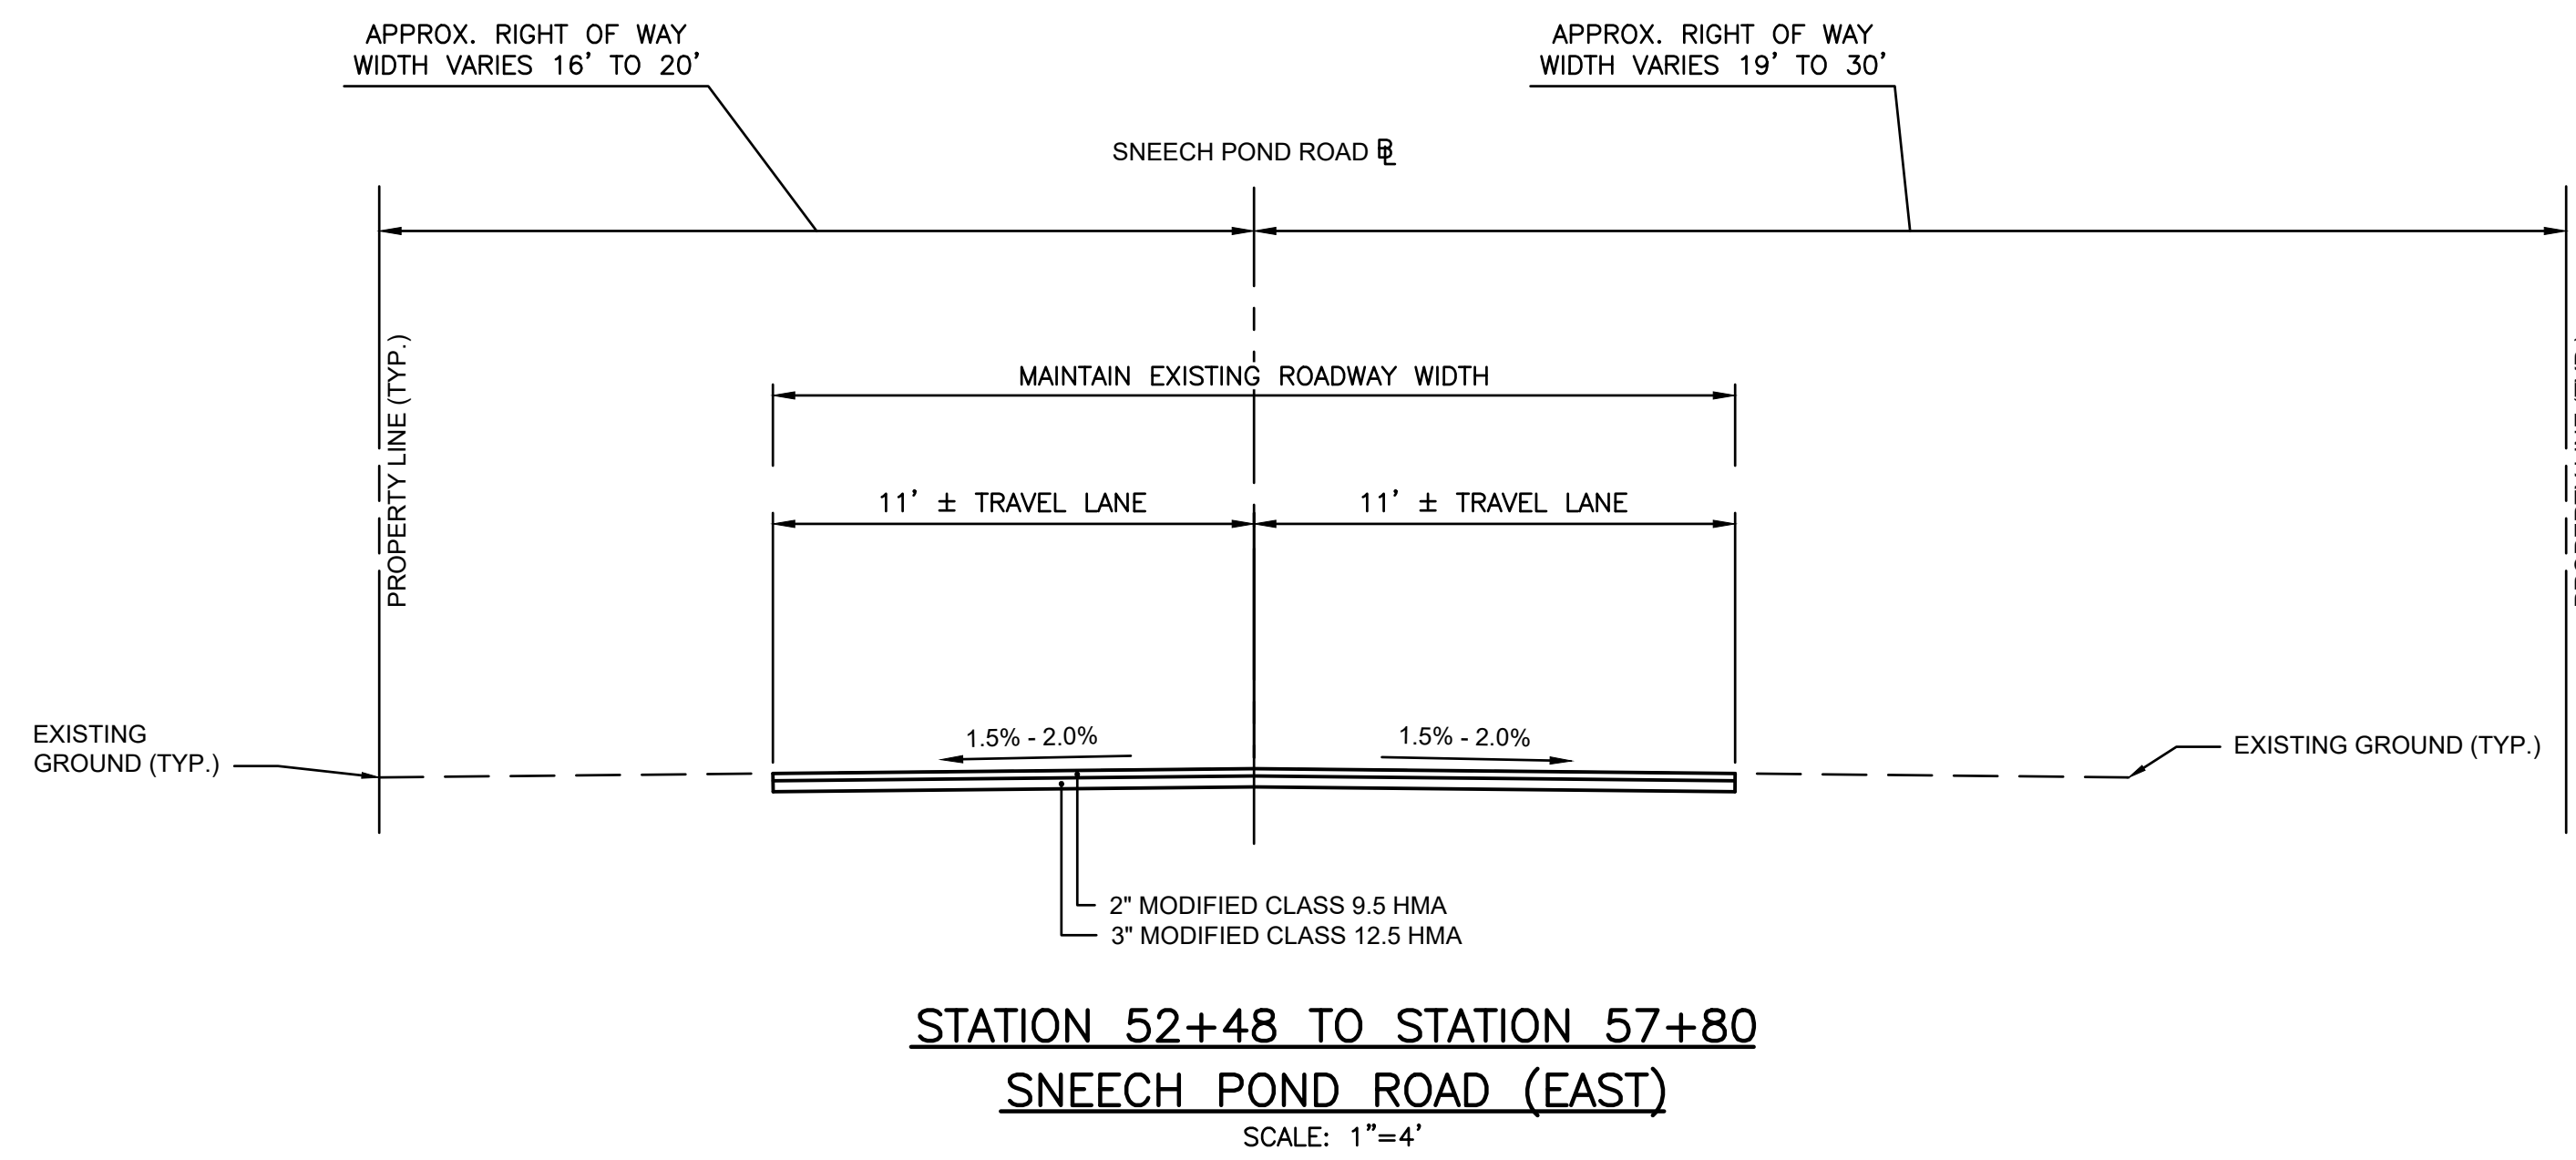 APPROX. RIGHT OF WAY
WIDTH VARIES 16' TO 20'
APPROX. RIGHT OF WAY
WIDTH VARIES 19' TO 30'
SNEECH POND ROAD BL
PROPERTY LINE (TYP.)
MAINTAIN EXISTING ROADWAY WIDTH
11' ± TRAVEL LANE
11' ± TRAVEL LANE
EXISTING
GROUND (TYP.)
1.5% - 2.0%
1.5% - 2.0%
EXISTING GROUND (TYP.)
2" MODIFIED CLASS 9.5 HMA
3" MODIFIED CLASS 12.5 HMA
STATION 52+48 TO STATION 57+80
SNEECH POND ROAD (EAST)
SCALE: 1"=4'